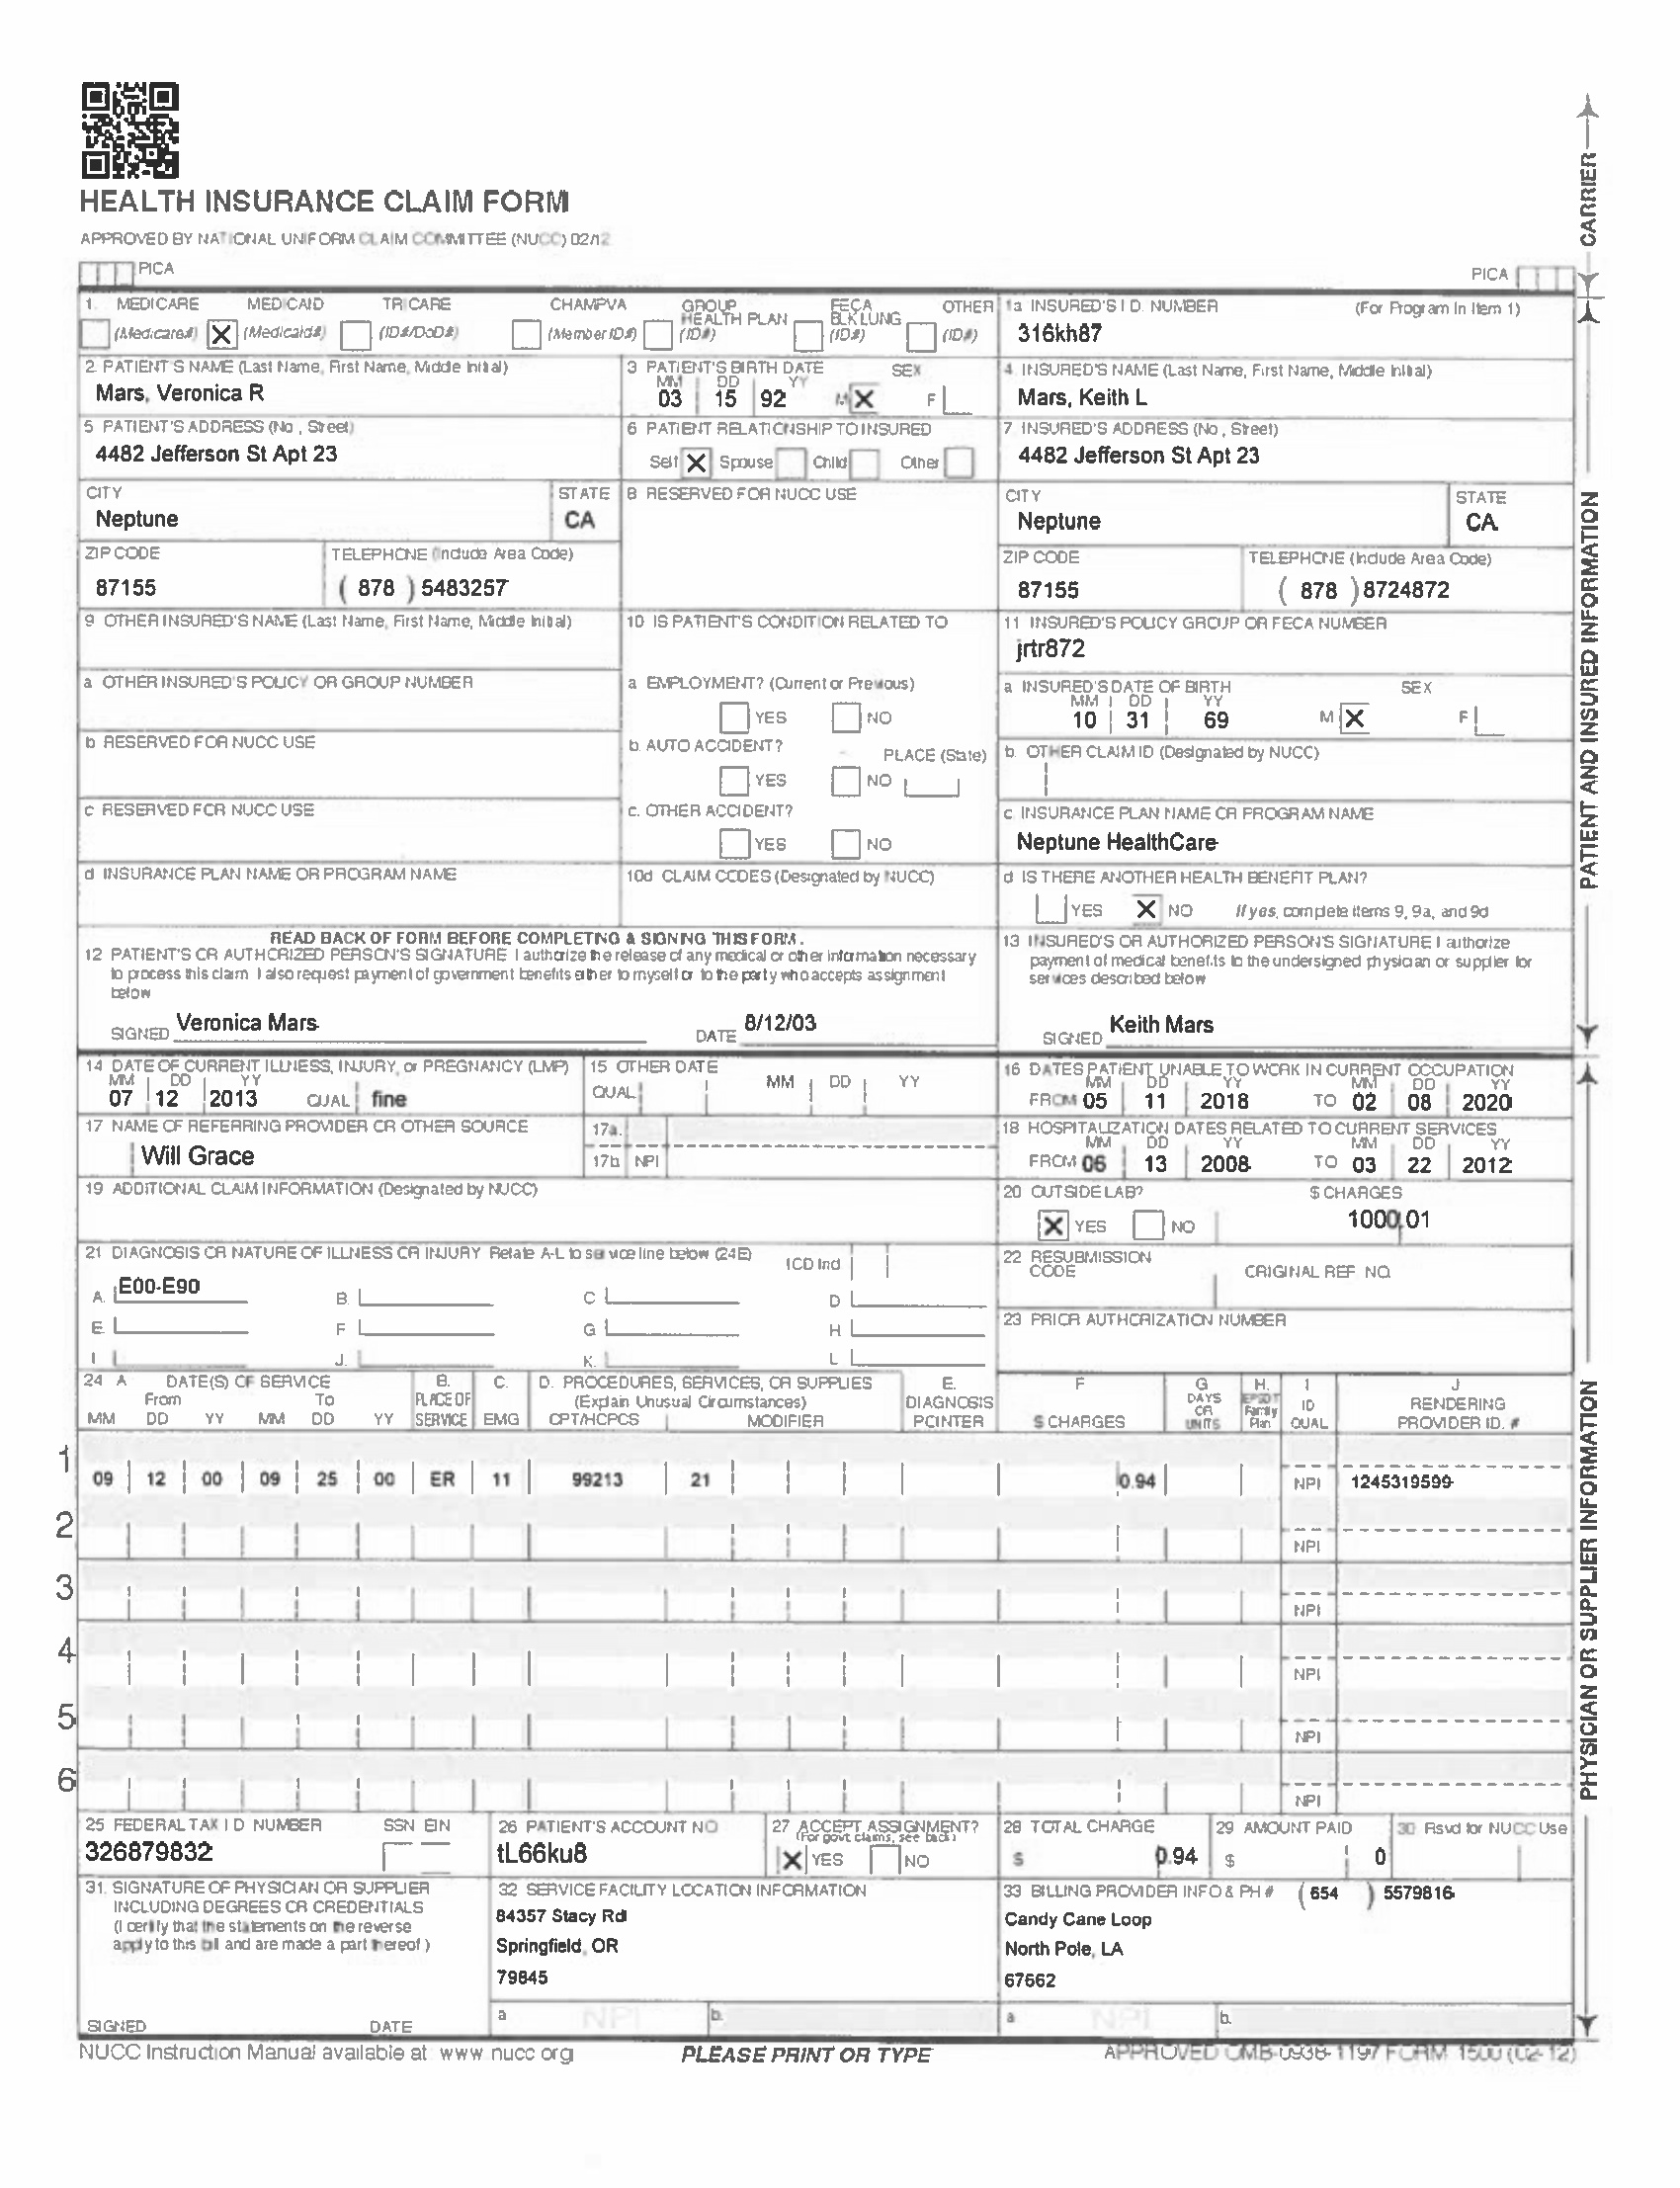 HEALTH INSURANCE CLAIM FORM
APPROVED BY NATIONAL UNIFORM CLAIM COMMITTEE (NUCC) 02/12
PICA
PICA
CARRIER
1. MEDICARE MEDICAID TRICARE CHAMPVA GROUP HEALTH PLAN FECA BLK LUNG OTHER
(Medicare#) X (Medicaid#) (ID#/DoD#) (Member ID#) (ID#) (ID#) (ID#)
1a INSURED'S I D. NUMBER (For Program In Item 1)
316kh87
2. PATIENT'S NAME (Last Name, First Name, Middle Initial)
Mars, Veronica R
3 PATIENT'S BIRTH DATE SEX
MM DD YY
03 15 92 M X F
4. INSURED'S NAME (Last Name, First Name, Middle Initial)
Mars, Keith L
5 PATIENT'S ADDRESS (No , Street)
4482 Jefferson St Apt 23
6 PATIENT RELATIONSHIP TO INSURED
Self X Spouse Child Other
7 INSURED'S ADDRESS (No , Street)
4482 Jefferson St Apt 23
CITY STATE
Neptune CA
8 RESERVED FOR NUCC USE
CITY STATE
Neptune CA
ZIP CODE TELEPHONE (Include Area Code)
87155 ( 878 ) 5483257
ZIP CODE TELEPHONE (Include Area Code)
87155 ( 878 ) 8724872
9 OTHER INSURED'S NAME (Last Name, First Name, Middle Initial)
10 IS PATIENT'S CONDITION RELATED TO
11 INSURED'S POLICY GROUP OR FECA NUMBER
jrtr872
a OTHER INSURED'S POLICY OR GROUP NUMBER
a EMPLOYMENT? (Current or Previous)
YES NO
a INSURED'S DATE OF BIRTH SEX
MM DD YY
10 31 69 M X F
b RESERVED FOR NUCC USE
b. AUTO ACCIDENT? PLACE (State)
YES NO
b. OTHER CLAIM ID (Designated by NUCC)
c RESERVED FOR NUCC USE
c. OTHER ACCIDENT?
YES NO
c INSURANCE PLAN NAME OR PROGRAM NAME
Neptune HealthCare
d INSURANCE PLAN NAME OR PROGRAM NAME
10d CLAIM CODES (Designated by NUCC)
d IS THERE ANOTHER HEALTH BENEFIT PLAN?
YES X NO If yes, complete items 9, 9a, and 9d
PATIENT AND INSURED INFORMATION
READ BACK OF FORM BEFORE COMPLETING & SIGNING THIS FORM.
12 PATIENT'S OR AUTHORIZED PERSON'S SIGNATURE I authorize the release of any medical or other information necessary
to process this claim I also request payment of government benefits either to myself or to the party who accepts assignment
below
SIGNED Veronica Mars DATE 8/12/03
13 INSURED'S OR AUTHORIZED PERSON'S SIGNATURE I authorize
payment of medical benefits to the undersigned physician or supplier for
services described below
SIGNED Keith Mars
14 DATE OF CURRENT ILLNESS, INJURY, or PREGNANCY (LMP)
MM DD YY
07 12 2013 QUAL fine
15 OTHER DATE
QUAL MM DD YY
16 DATES PATIENT UNABLE TO WORK IN CURRENT OCCUPATION
MM DD YY MM DD YY
FROM 05 11 2018 TO 02 08 2020
17 NAME OF REFERRING PROVIDER OR OTHER SOURCE
Will Grace
17a.
17b NPI
18 HOSPITALIZATION DATES RELATED TO CURRENT SERVICES
MM DD YY MM DD YY
FROM 06 13 2008 TO 03 22 2012
19 ADDITIONAL CLAIM INFORMATION (Designated by NUCC)
20 OUTSIDE LAB? $ CHARGES
X YES NO 1000 01
21 DIAGNOSIS OR NATURE OF ILLNESS OR INJURY Relate A-L to service line below (24E) ICD Ind
A. E00-E90 B. C D
E. F G H
I J. K. L
22 RESUBMISSION
CODE ORIGINAL REF NO.
23 PRIOR AUTHORIZATION NUMBER
24 A DATE(S) OF SERVICE B. C. D. PROCEDURES, SERVICES, OR SUPPLIES E. F G H. I J
From To PLACE OF (Explain Unusual Circumstances) DIAGNOSIS DAYS OR UNITS EPSDT Family Plan ID RENDERING
MM DD YY MM DD YY SERVICE EMG CPT/HCPCS MODIFIER POINTER $ CHARGES QUAL PROVIDER ID. #
1
09 12 00 09 25 00 ER 11 99213 21 0.94 NPI 1245319599
2
NPI
3
NPI
4
NPI
5
NPI
6
NPI
PHYSICIAN OR SUPPLIER INFORMATION
25 FEDERAL TAX I D NUMBER SSN EIN
326879832
26 PATIENT'S ACCOUNT NO
tL66ku8
27 ACCEPT ASSIGNMENT?
(For govt. claims, see back)
X YES NO
28 TOTAL CHARGE
$ 0.94
29 AMOUNT PAID
$ 0
30 Rsvd for NUCC Use
31. SIGNATURE OF PHYSICIAN OR SUPPLIER
INCLUDING DEGREES OR CREDENTIALS
(I certify that the statements on the reverse
apply to this bill and are made a part thereof )
SIGNED DATE
32 SERVICE FACILITY LOCATION INFORMATION
84357 Stacy Rd
Springfield, OR
79845
a NPI b.
33 BILLING PROVIDER INFO & PH # ( 654 ) 5579816
Candy Cane Loop
North Pole, LA
67662
a NPI b.
NUCC Instruction Manual available at www nucc org
PLEASE PRINT OR TYPE
APPROVED OMB-0938-1197 FORM 1500 (02-12)